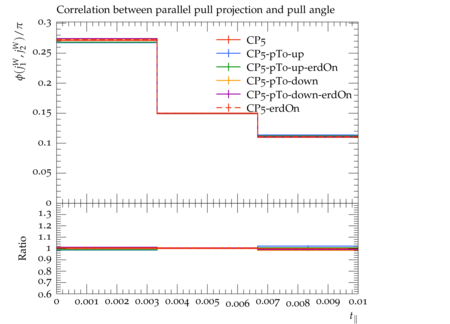 Correlation between parallel pull projection and pull angle
ϕ(j₁ᵂ, j₂ᵂ)/π
0.3
0.25
0.2
0.15
0.1
0.05
0
CP5
CP5-pTo-up
CP5-pTo-up-erdOn
CP5-pTo-down
CP5-pTo-down-erdOn
CP5-erdOn
Ratio
1.3
1.2
1.1
1
0.9
0.8
0.7
0.6
0 0.001 0.002 0.003 0.004 0.005 0.006 0.007 0.008 0.009 0.01
t∥